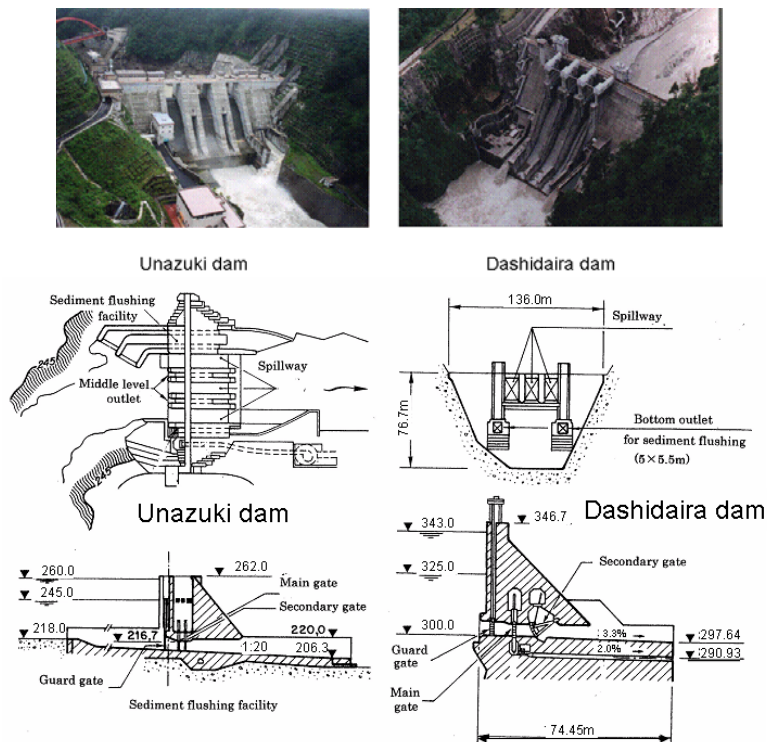 Unazuki dam
Dashidaira dam
Sediment flushing
facility
245
Spillway
Middle level
outlet
245
Unazuki dam
136.0m
Spillway
76.7m
Bottom outlet
for sediment flushing
(5×5.5m)
Dashidaira dam
260.0
262.0
Main gate
245.0
Secondary gate
218.0
216,7
220,0
1:20
206.3
Guard gate
Sediment flushing facility
343.0
346.7
Secondary gate
325.0
300.0
3.3%
297.64
Guard
gate
2.0%
290.93
Main
gate
74.45m